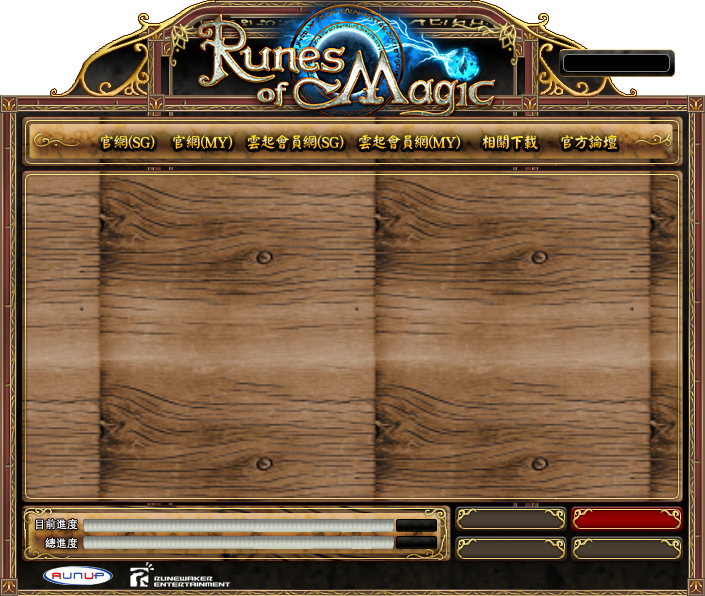 Runes
of Magic
官網(SG) 官網(MY) 雲起會員網(SG) 雲起會員網(MY) 相關下載 官方論壇
目前進度
總進度
RUNUP RUNEWAKER
ENTERTAINMENT